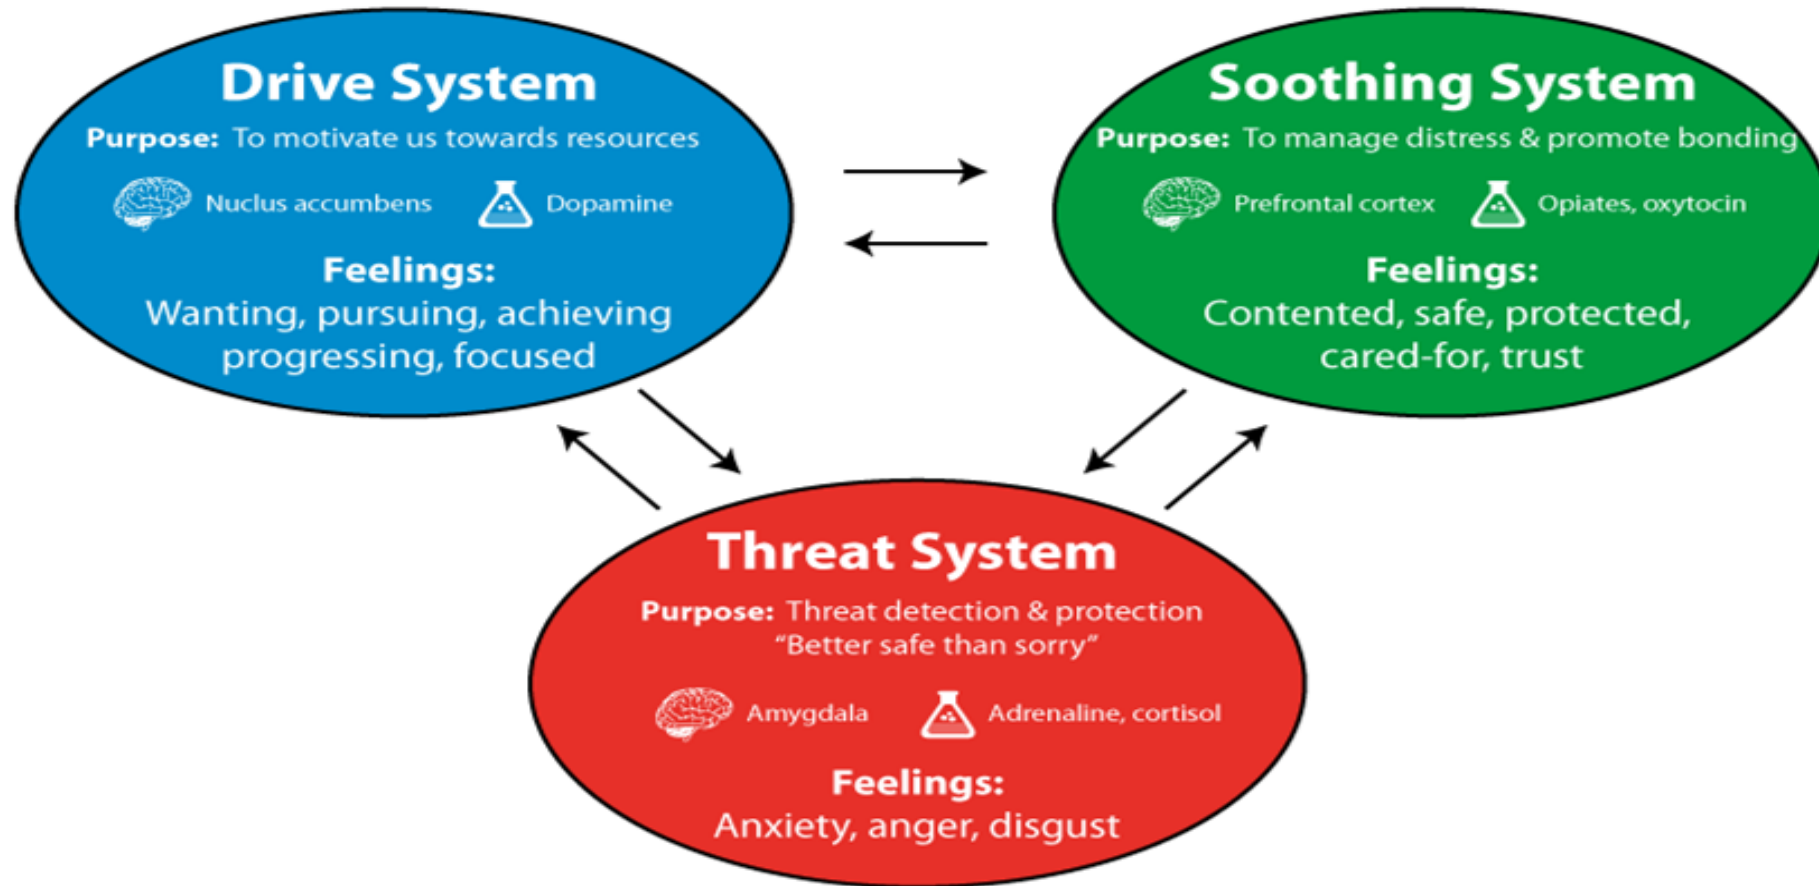 Drive System
Purpose: To motivate us towards resources
Nuclus accumbens
Dopamine
Feelings:
Wanting, pursuing, achieving
progressing, focused
Soothing System
Purpose: To manage distress & promote bonding
Prefrontal cortex
Opiates, oxytocin
Feelings:
Contented, safe, protected,
cared-for, trust
Threat System
Purpose: Threat detection & protection
“Better safe than sorry”
Amygdala
Adrenaline, cortisol
Feelings:
Anxiety, anger, disgust